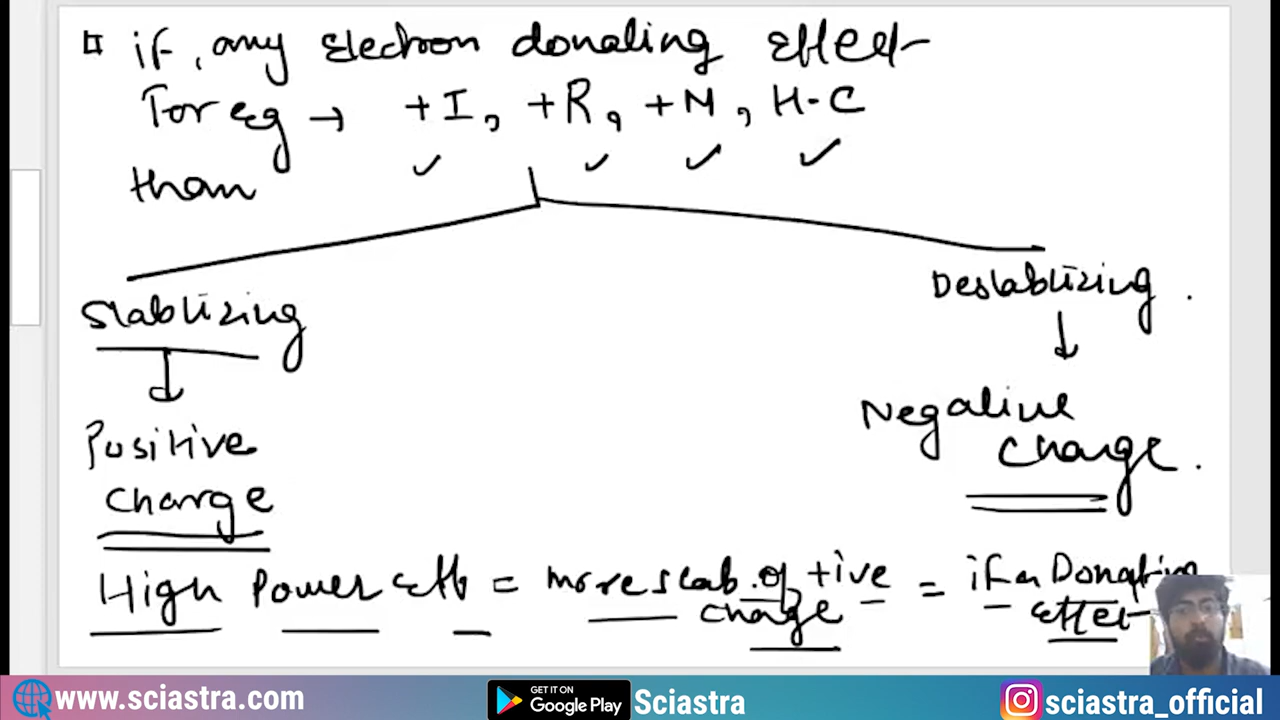 if, any Electron donating Effect
For eg → +I, +R, +M, H-C
than
Stablizing
Destablizing.
Positive
charge
Negative
charge.
High Power Eff = more stab. of +ive = if a Donating
charge
Effect
www.sciastra.com
GET IT ON
Google Play
Sciastra
sciastra_official